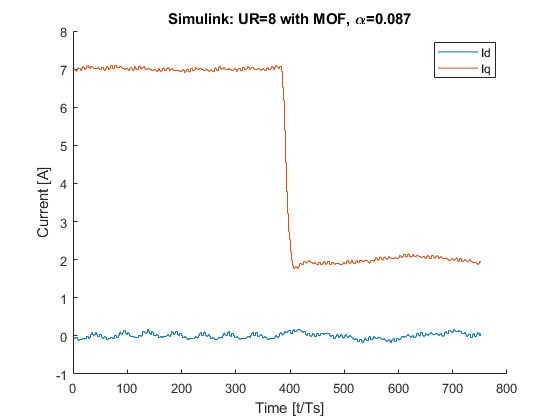 Simulink: UR=8 with MOF, α=0.087
Id
Iq
Current [A]
8
7
6
5
4
3
2
1
0
-1
0 100 200 300 400 500 600 700 800
Time [t/Ts]